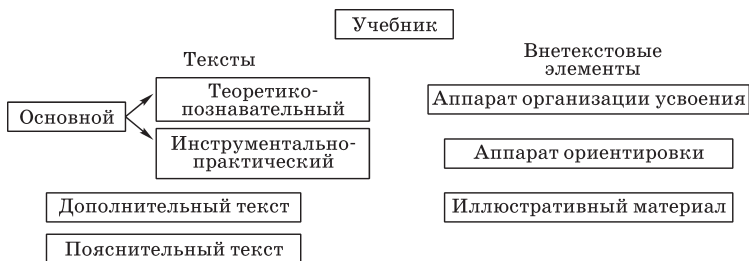 Учебник
Тексты
Теоретико-
познавательный
Основной
Инструментально-
практический
Дополнительный текст
Пояснительный текст
Внетекстовые
элементы
Аппарат организации усвоения
Аппарат ориентировки
Иллюстративный материал